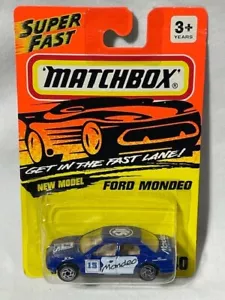 SUPER
FAST
3+
YEARS
MATCHBOX®
GET IN THE FAST LANE!
NEW MODEL
FORD MONDEO
15
Mondeo